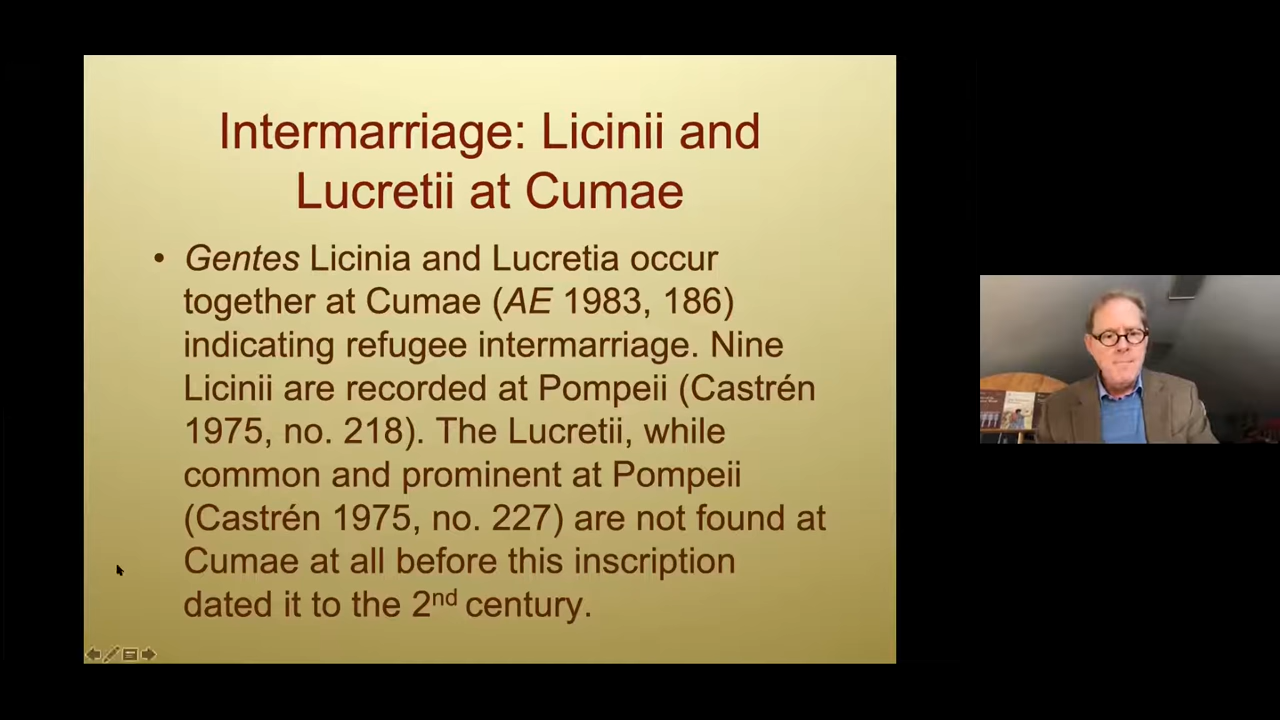 Intermarriage: Licinii and
Lucretii at Cumae
• Gentes Licinia and Lucretia occur
together at Cumae (AE 1983, 186)
indicating refugee intermarriage. Nine
Licinii are recorded at Pompeii (Castrén
1975, no. 218). The Lucretii, while
common and prominent at Pompeii
(Castrén 1975, no. 227) are not found at
Cumae at all before this inscription
dated it to the 2nd century.